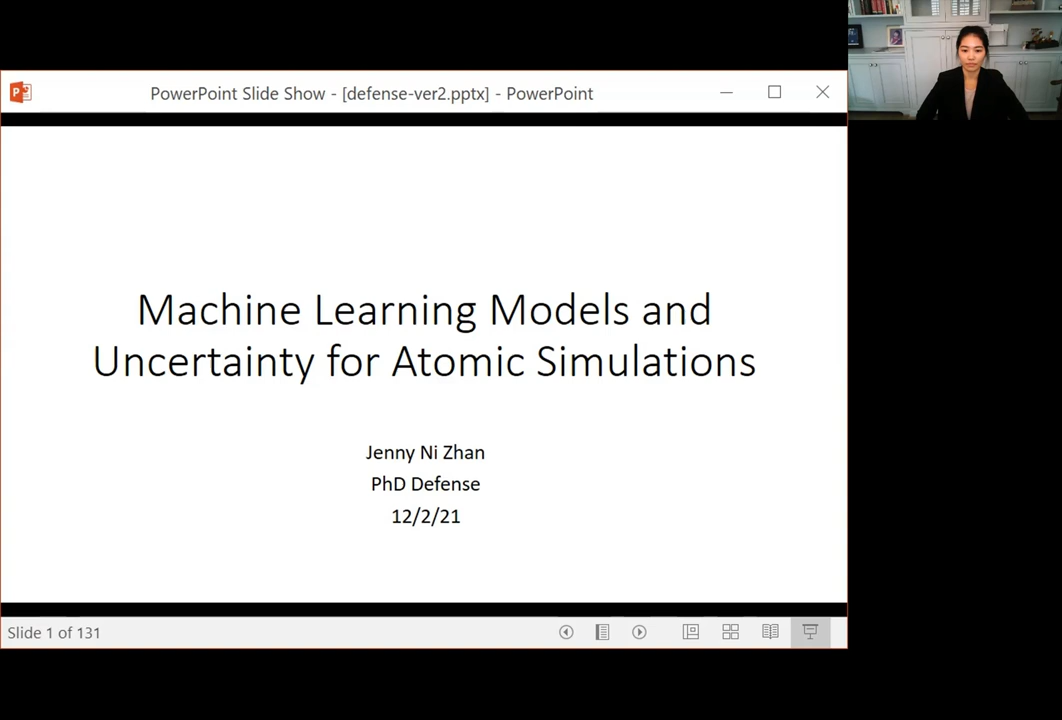 PowerPoint Slide Show - [defense-ver2.pptx] - PowerPoint
Machine Learning Models and
Uncertainty for Atomic Simulations
Jenny Ni Zhan
PhD Defense
12/2/21
Slide 1 of 131